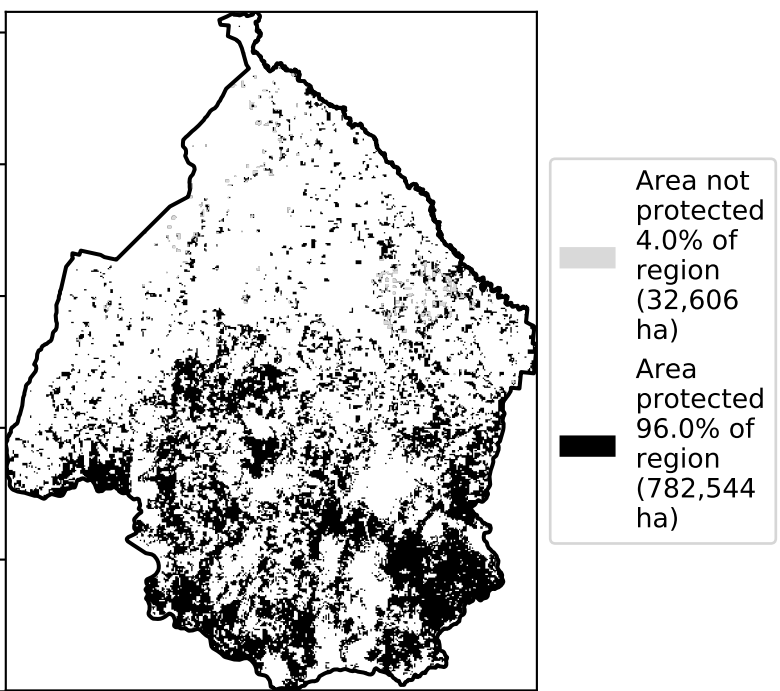 Area not
protected
4.0% of
region
(32,606
ha)
Area
protected
96.0% of
region
(782,544
ha)